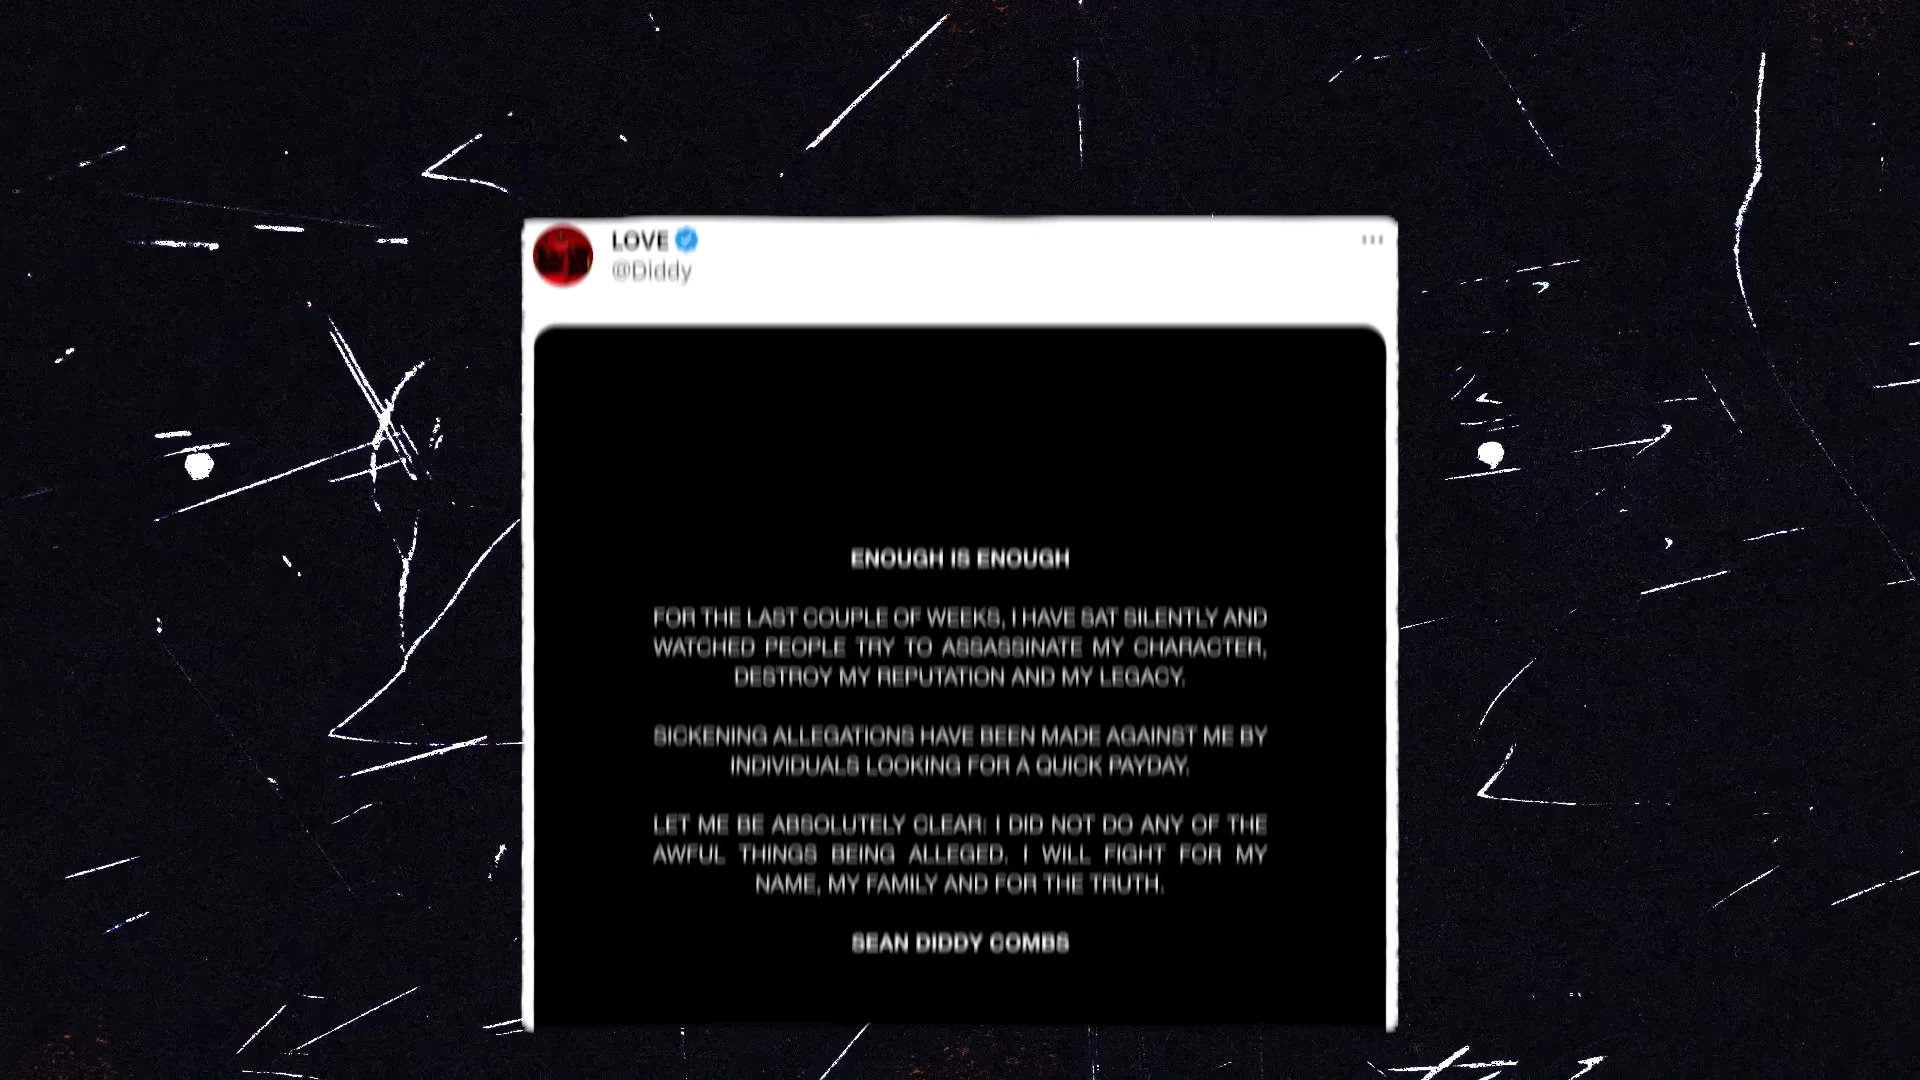 LOVE
@Diddy
ENOUGH IS ENOUGH
FOR THE LAST COUPLE OF WEEKS, I HAVE SAT SILENTLY AND
WATCHED PEOPLE TRY TO ASSASSINATE MY CHARACTER,
DESTROY MY REPUTATION AND MY LEGACY.
SICKENING ALLEGATIONS HAVE BEEN MADE AGAINST ME BY
INDIVIDUALS LOOKING FOR A QUICK PAYDAY.
LET ME BE ABSOLUTELY CLEAR: I DID NOT DO ANY OF THE
AWFUL THINGS BEING ALLEGED. I WILL FIGHT FOR MY
NAME, MY FAMILY AND FOR THE TRUTH.
SEAN DIDDY COMBS